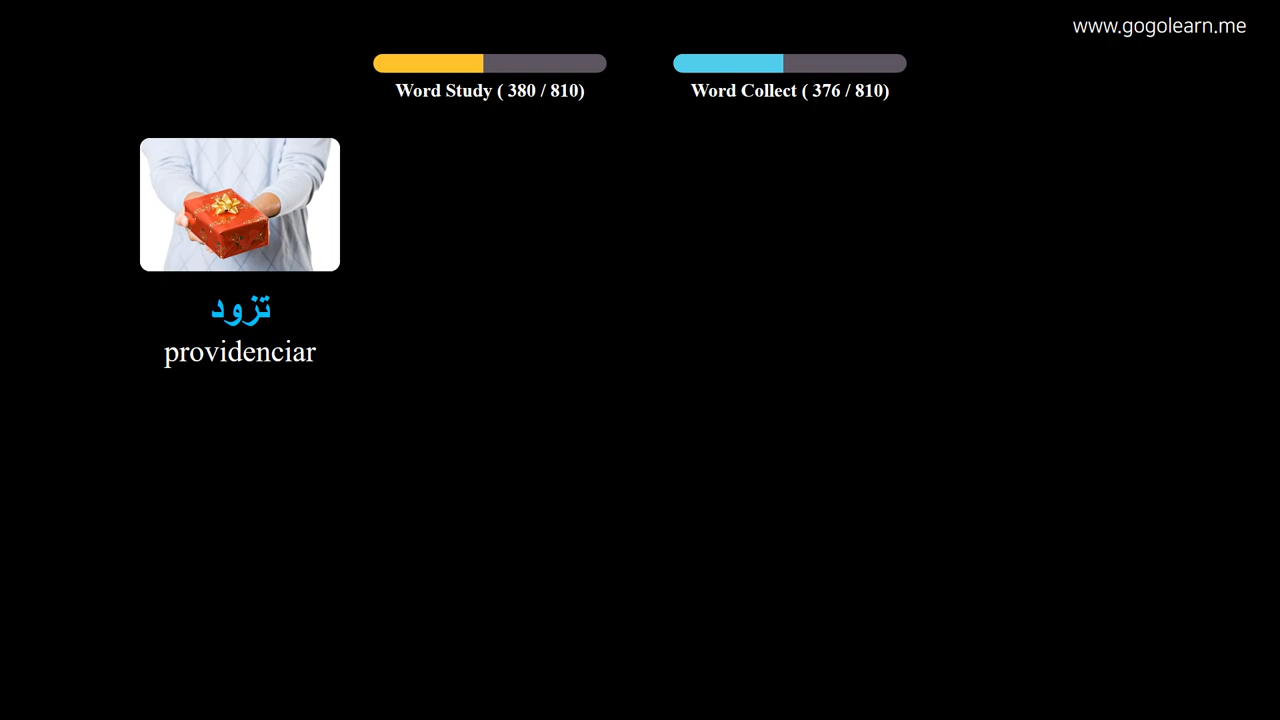 www.gogolearn.me
Word Study ( 380 / 810)
Word Collect ( 376 / 810)
تزود
providenciar